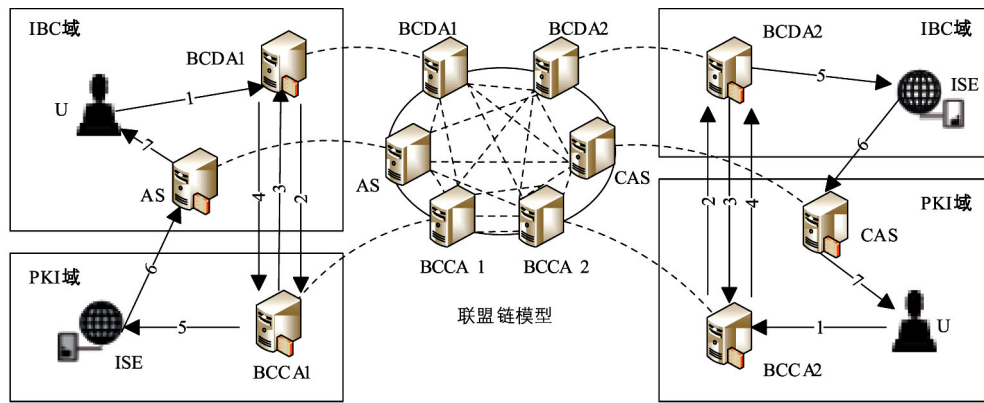 IBC域
BCDA1
U
1
7
AS
4
3
2
6
PKI域
ISE
5
BCCA1
BCDA1
BCDA2
AS
CAS
BCCA 1
BCCA 2
联盟链模型
IBC域
BCDA2
5
ISE
6
2
3
4
PKI域
CAS
7
1
U
BCCA2